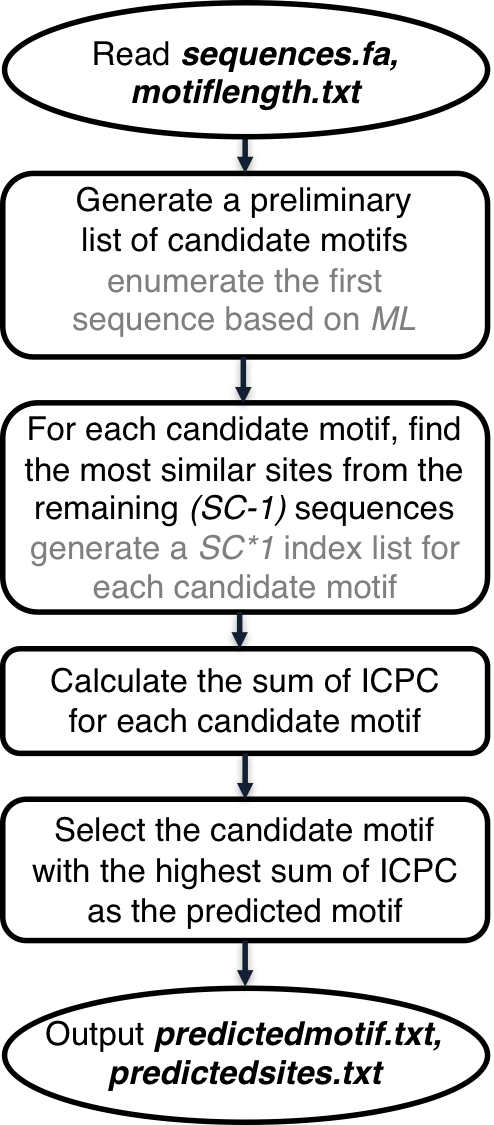 Read sequences.fa,
motiflength.txt
Generate a preliminary
list of candidate motifs
enumerate the first
sequence based on ML
For each candidate motif, find
the most similar sites from the
remaining (SC-1) sequences
generate a SC*1 index list for
each candidate motif
Calculate the sum of ICPC
for each candidate motif
Select the candidate motif
with the highest sum of ICPC
as the predicted motif
Output predictedmotif.txt,
predictedsites.txt